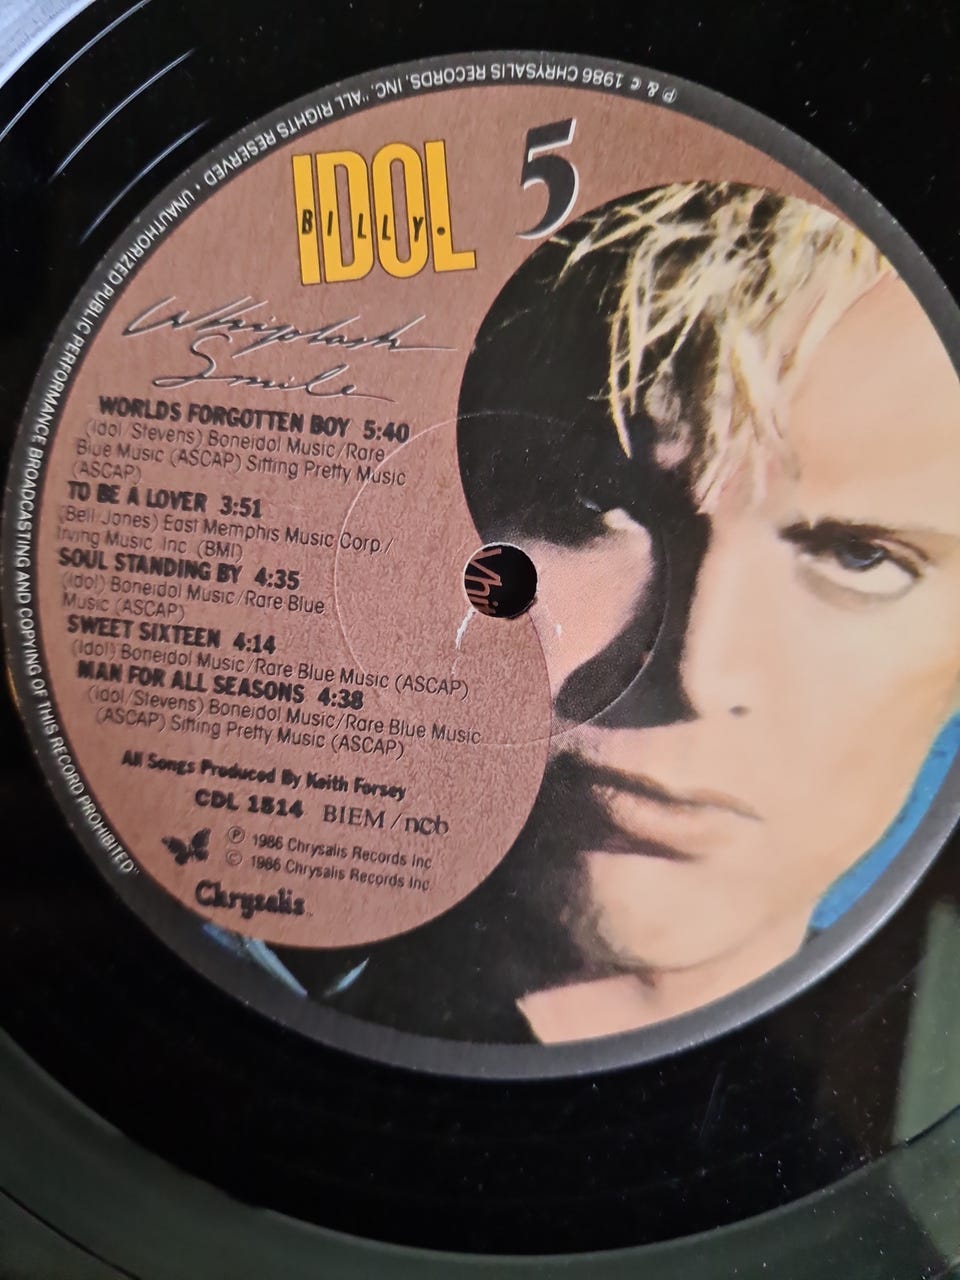 ℗ & © 1986 CHRYSALIS RECORDS, INC. "ALL RIGHTS RESERVED • UNAUTHORIZED PUBLIC PERFORMANCE BROADCASTING AND COPYING OF THIS RECORD PROHIBITED"
IDOL
BILLY.
5
Whiplash
Smile
WORLDS FORGOTTEN BOY 5:40
(Idol/Stevens) Boneidol Music/Rare
Blue Music (ASCAP) Sitting Pretty Music
(ASCAP)
TO BE A LOVER 3:51
(Bell/Jones) East Memphis Music Corp./
Irving Music Inc. (BMI)
SOUL STANDING BY 4:35
(Idol) Boneidol Music/Rare Blue
Music (ASCAP)
SWEET SIXTEEN 4:14
(Idol) Boneidol Music/Rare Blue Music (ASCAP)
MAN FOR ALL SEASONS 4:38
(Idol/Stevens) Boneidol Music/Rare Blue Music
(ASCAP) Sitting Pretty Music (ASCAP)
All Songs Produced By Keith Forsey
CDL 1514 BIEM/ncb
℗ 1986 Chrysalis Records Inc.
© 1986 Chrysalis Records Inc.
Chrysalis